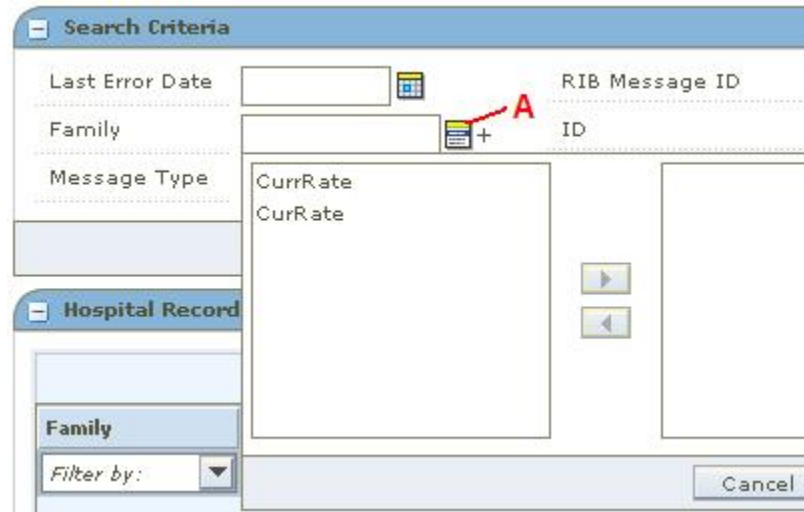 Search Criteria
Last Error Date
RIB Message ID
A
Family
+
ID
Message Type
CurrRate
CurRate
Hospital Record
Family
Filter by:
Cancel